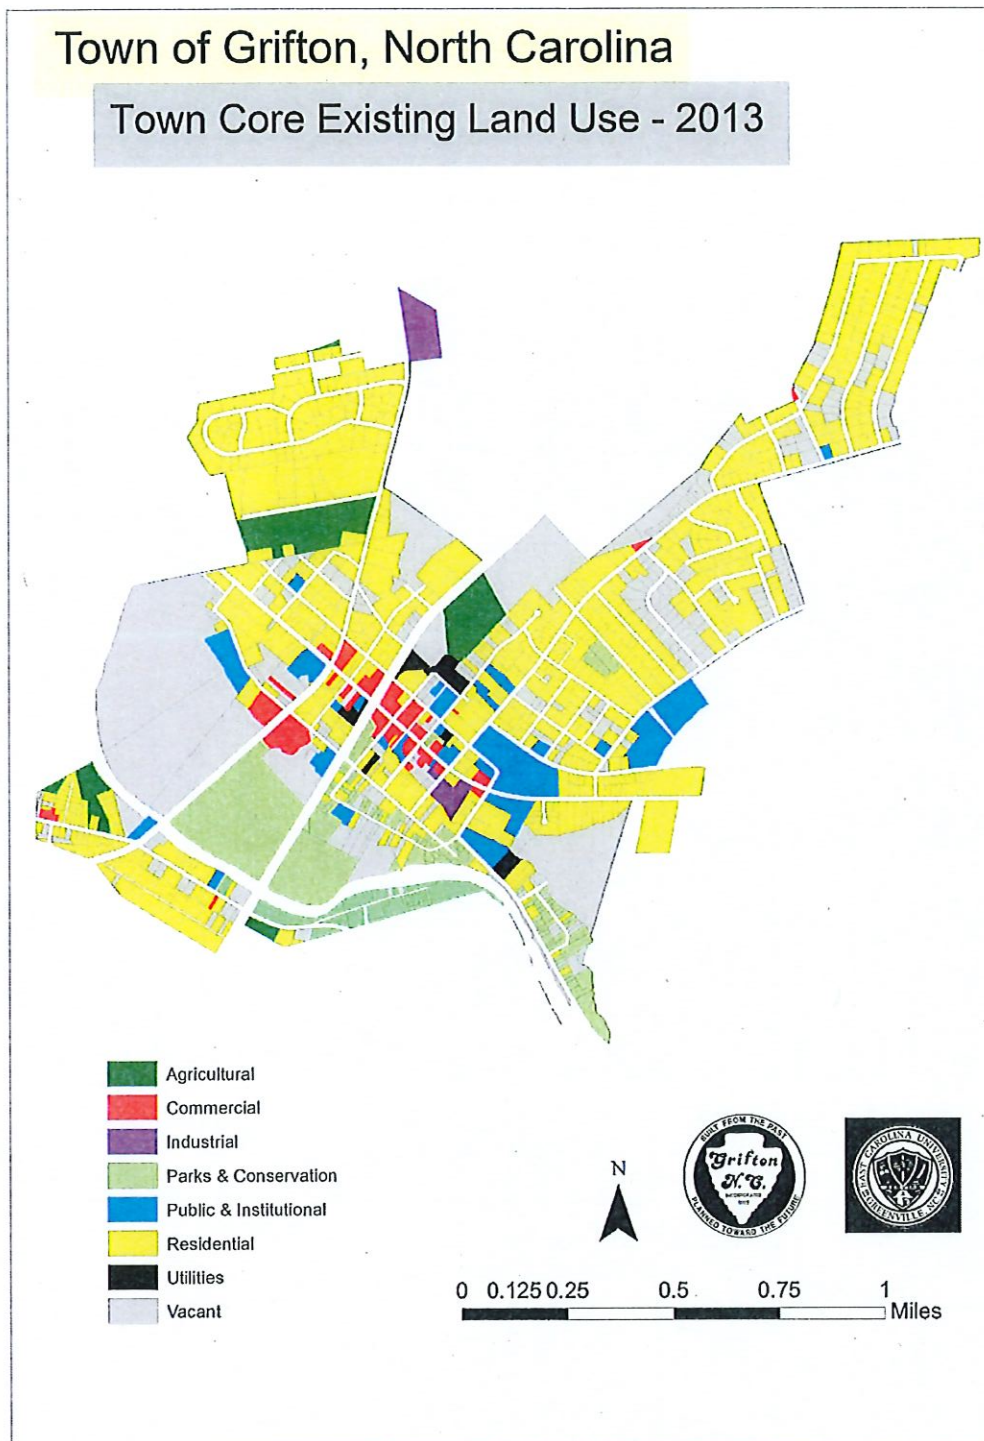 Town of Grifton, North Carolina
Town Core Existing Land Use - 2013
Agricultural
Commercial
Industrial
Parks & Conservation
Public & Institutional
Residential
Utilities
Vacant
N
BUILT FROM THE PAST
Grifton
N.C.
INCORPORATED
PLANNED TOWARD THE FUTURE
EAST CAROLINA UNIVERSITY
GREENVILLE, NC
0 0.125 0.25 0.5 0.75 1
Miles